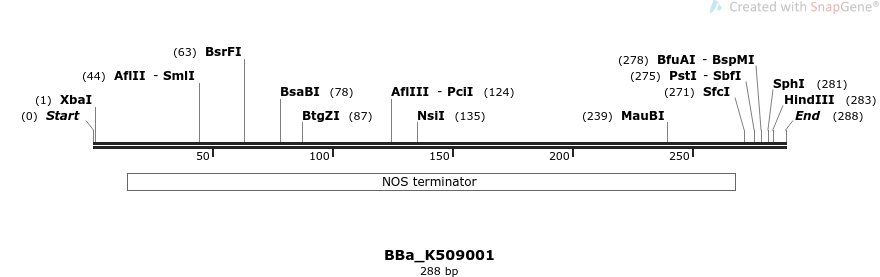 Created with SnapGene®
(63) BsrFI
(278) BfuAI - BspMI
(44) AflII - SmlI
(275) PstI - SbfI
SphI (281)
BsaBI (78)
AflIII - PciI (124)
(271) SfcI
(1) XbaI
HindIII (283)
(0) Start
BtgZI (87)
NsiI (135)
(239) MauBI
End (288)
50
100
150
200
250
NOS terminator
BBa_K509001
288 bp